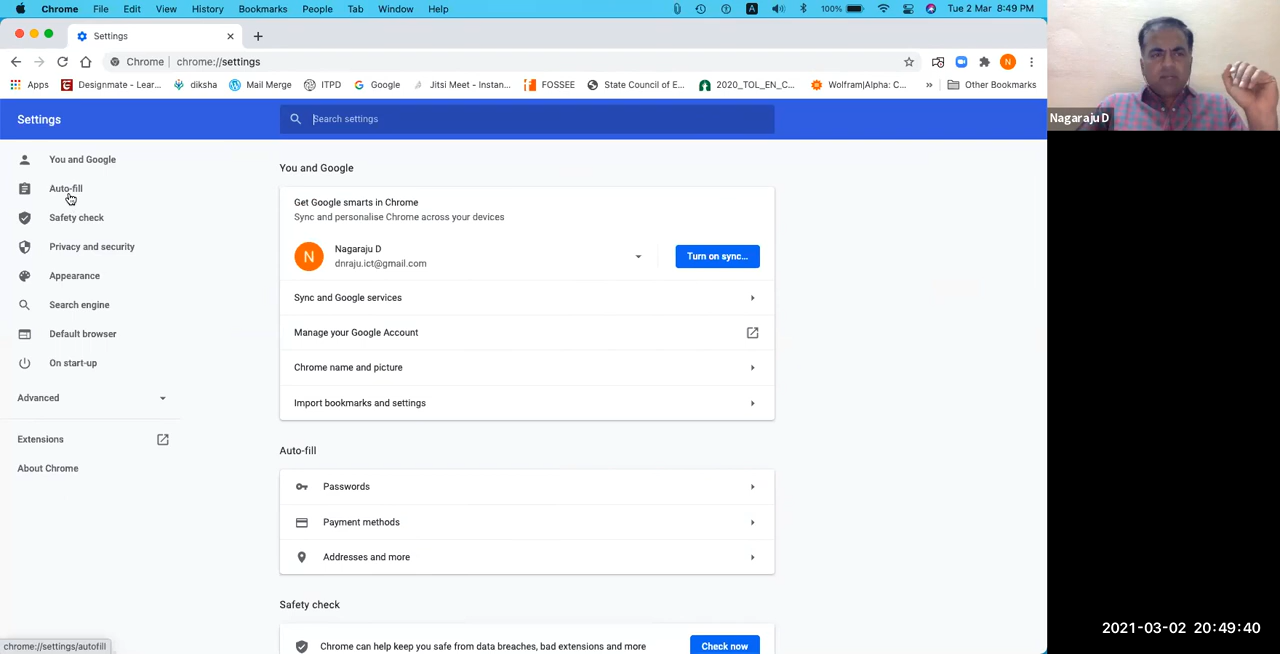 Chrome File Edit View History Bookmarks People Tab Window Help A 100% Tue 2 Mar 8:49 PM
Settings
Chrome chrome://settings N
Apps Designmate - Lear... diksha Mail Merge ITPD Google Jitsi Meet - Instan... FOSSEE State Council of E... 2020_TOL_EN_C... Wolfram|Alpha: C... » Other Bookmarks
Nagaraju D
Settings
Search settings
You and Google
Auto-fill
Safety check
Privacy and security
Appearance
Search engine
Default browser
On start-up
Advanced
Extensions
About Chrome
You and Google
Get Google smarts in Chrome
Sync and personalise Chrome across your devices
N
Nagaraju D
dnraju.ict@gmail.com
Turn on sync...
Sync and Google services
Manage your Google Account
Chrome name and picture
Import bookmarks and settings
Auto-fill
Passwords
Payment methods
Addresses and more
Safety check
Chrome can help keep you safe from data breaches, bad extensions and more
Check now
chrome://settings/autofill
2021-03-02 20:49:40